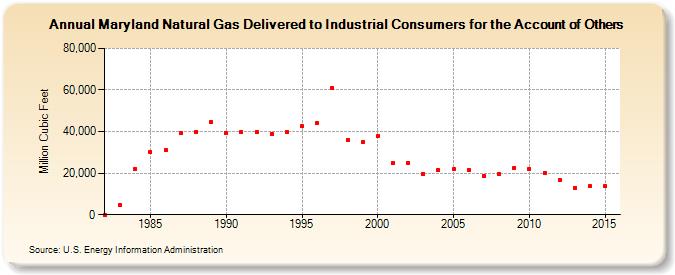 Annual Maryland Natural Gas Delivered to Industrial Consumers for the Account of Others
Million Cubic Feet
80,000
60,000
40,000
20,000
0
1985 1990 1995 2000 2005 2010 2015
Source: U.S. Energy Information Administration